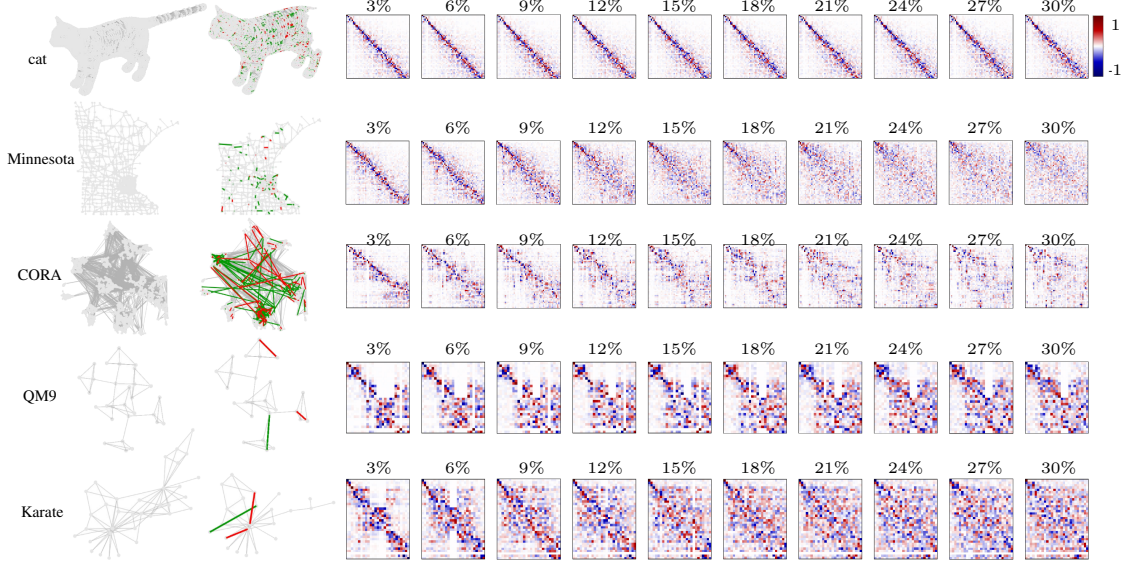 3% 6% 9% 12% 15% 18% 21% 24% 27% 30%
cat
1
-1
3% 6% 9% 12% 15% 18% 21% 24% 27% 30%
Minnesota
3% 6% 9% 12% 15% 18% 21% 24% 27% 30%
CORA
3% 6% 9% 12% 15% 18% 21% 24% 27% 30%
QM9
3% 6% 9% 12% 15% 18% 21% 24% 27% 30%
Karate